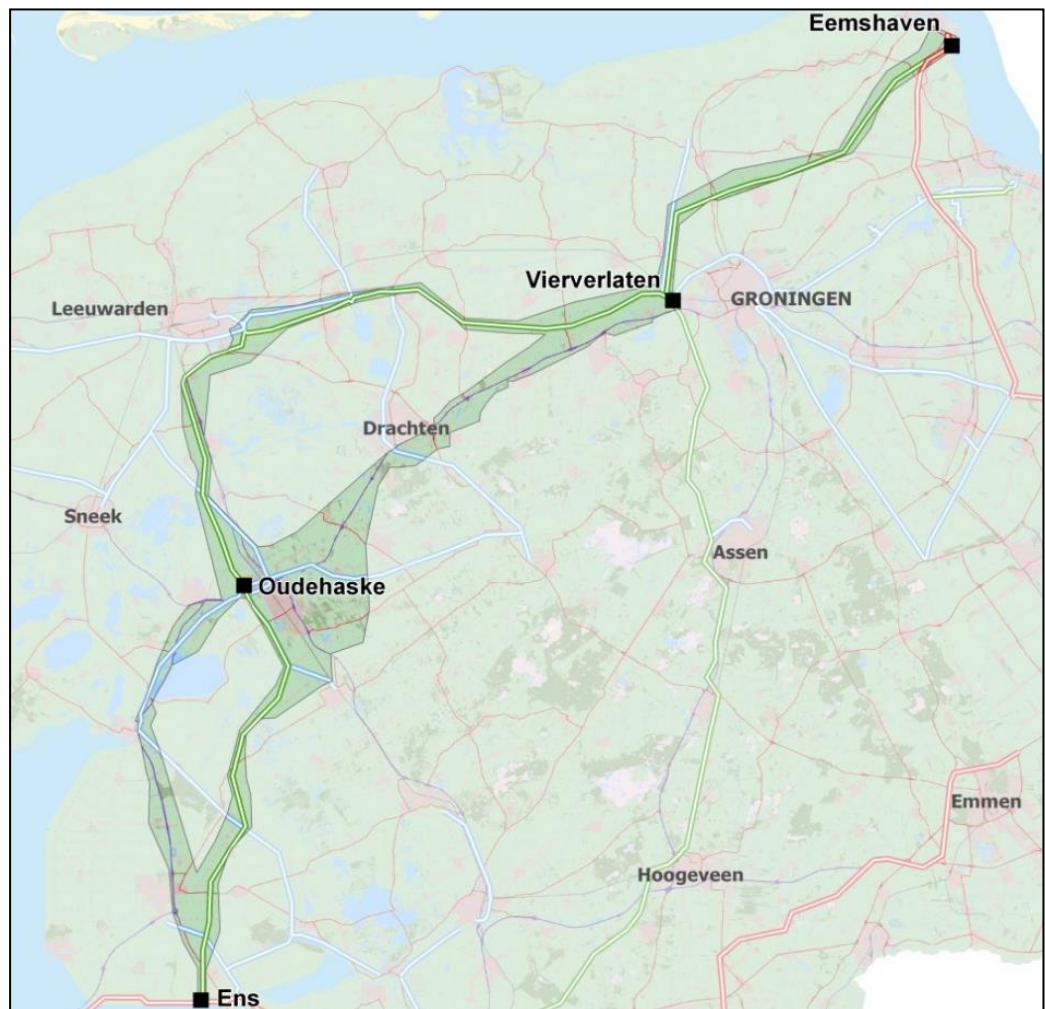 Eemshaven
Vierverlaten
Leeuwarden
GRONINGEN
Drachten
Sneek
Assen
Oudehaske
Emmen
Hoogeveen
Ens